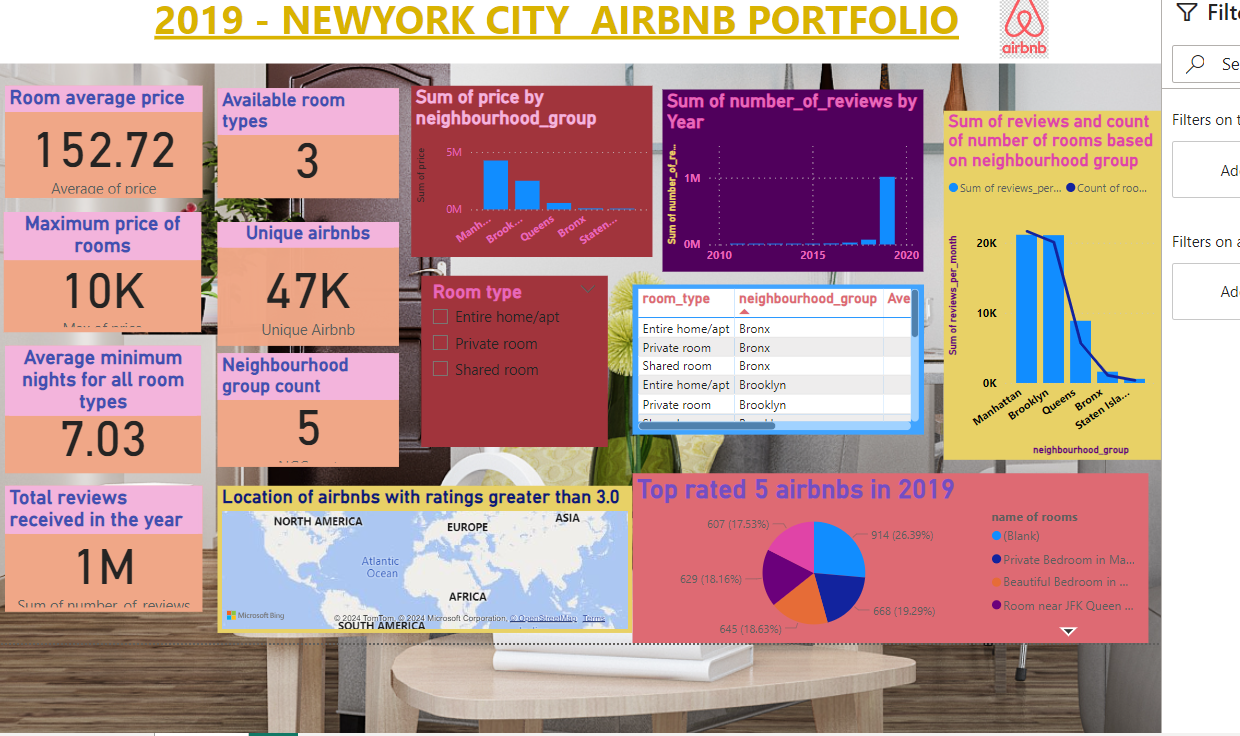 2019 - NEWYORK CITY  AIRBNB PORTFOLIO
airbnb
Room average price
152.72
Average of price
Maximum price of
rooms
10K
Max of price
Average minimum
nights for all room
types
7.03
Total reviews
received in the year
1M
Sum of number_of_reviews
Available room
types
3
Unique airbnbs
47K
Unique Airbnb
Neighbourhood
group count
5
Sum of price by
neighbourhood_group
Sum of price
5M
0M
Manh...
Brook...
Queens
Bronx
Staten...
Sum of number_of_reviews by
Year
Sum of number_of_re...
1M
0M
2010
2015
2020
Room type
Entire home/apt
Private room
Shared room
room_type neighbourhood_group Ave
Entire home/apt Bronx
Private room Bronx
Shared room Bronx
Entire home/apt Brooklyn
Private room Brooklyn
Sum of reviews and count
of number of rooms based
on neighbourhood group
Sum of reviews_per... Count of roo...
Sum of reviews_per_month
20K
10K
0K
Manhattan
Brooklyn
Queens
Bronx
Staten Isla...
neighbourhood_group
Location of airbnbs with ratings greater than 3.0
NORTH AMERICA
EUROPE
ASIA
Atlantic
Ocean
AFRICA
SOUTH AMERICA
Microsoft Bing
© 2024 TomTom, © 2024 Microsoft Corporation, © OpenStreetMap Terms
Top rated 5 airbnbs in 2019
607 (17.53%)
914 (26.39%)
629 (18.16%)
668 (19.29%)
645 (18.63%)
name of rooms
(Blank)
Private Bedroom in Ma...
Beautiful Bedroom in ...
Room near JFK Queen ...
Filte
Se
Filters on t
Ad
Filters on a
Ad